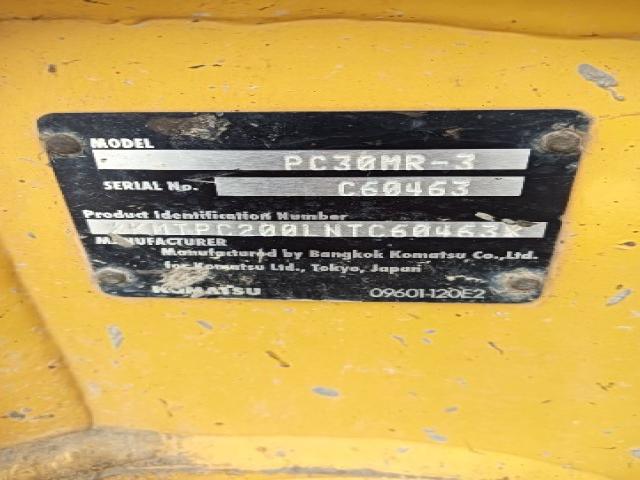 MODEL
PC30MR-3
SERIAL No. C60463
Product Identification Number
MANUFACTURER
Manufactured by Bangkok Komatsu Co.,Ltd.
for Komatsu Ltd., Tokyo, Japan
KOMATSU 09601-120E2